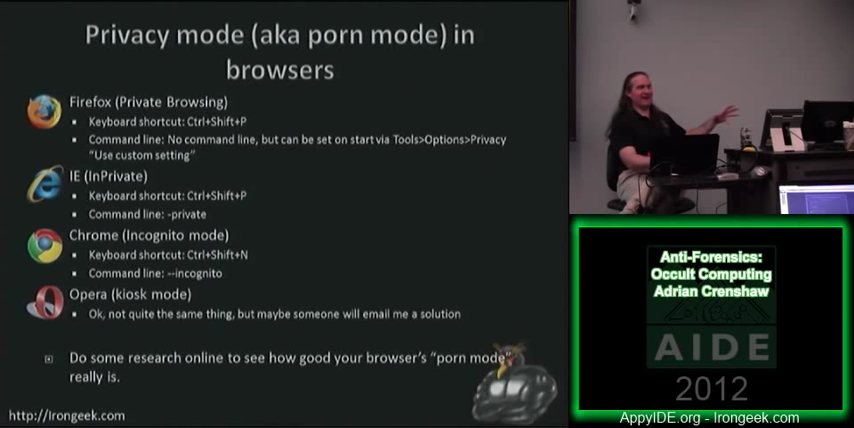 Privacy mode (aka porn mode) in
browsers
Firefox (Private Browsing)
Keyboard shortcut: Ctrl+Shift+P
Command line: No command line, but can be set on start via Tools>Options>Privacy
"Use custom setting"
IE (InPrivate)
Keyboard shortcut: Ctrl+Shift+P
Command line: -private
Chrome (Incognito mode)
Keyboard shortcut: Ctrl+Shift+N
Command line: --incognito
Opera (kiosk mode)
Ok, not quite the same thing, but maybe someone will email me a solution
Do some research online to see how good your browser's "porn mode"
really is.
http://Irongeek.com
Anti-Forensics:
Occult Computing
Adrian Crenshaw
AIDE
2012
AppyIDE.org - Irongeek.com